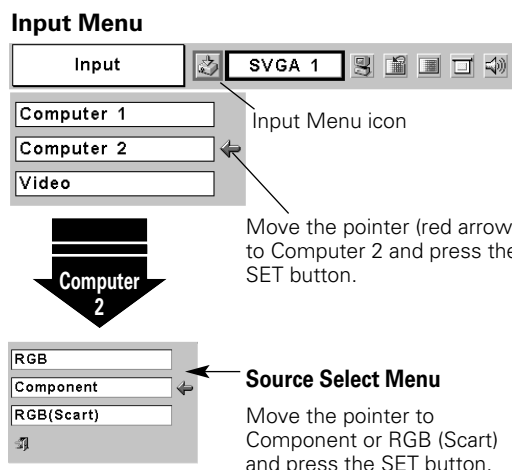 Input Menu
Input
SVGA 1
Computer 1
Input Menu icon
Computer 2
Video
Move the pointer (red arrow
to Computer 2 and press the
SET button.
Computer
2
RGB
Component
RGB(Scart)
Source Select Menu
Move the pointer to
Component or RGB (Scart)
and press the SET button.